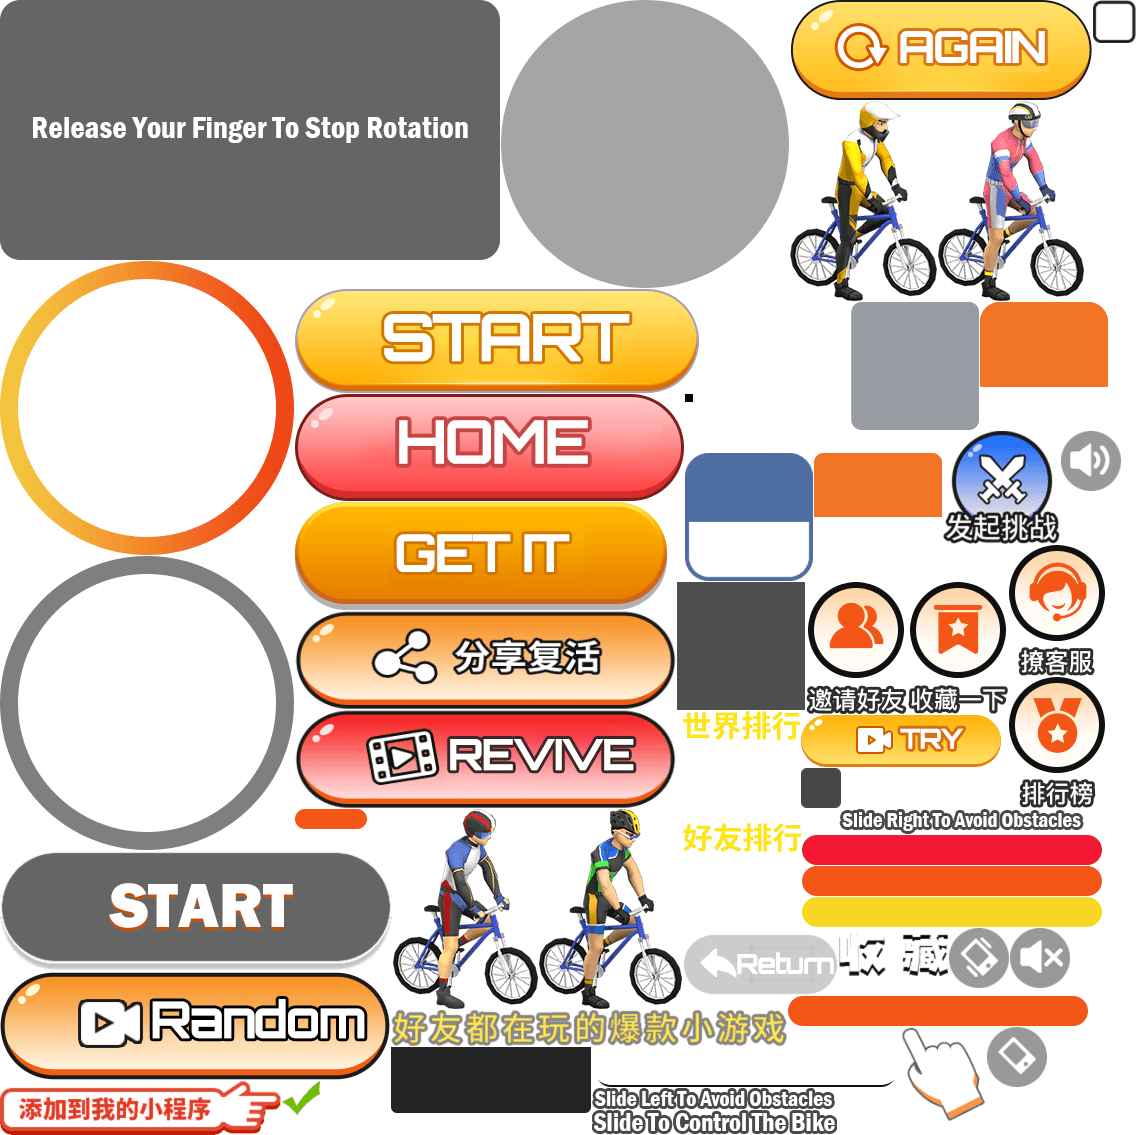 AGAIN
Release Your Finger To Stop Rotation
START
HOME
GET IT
发起挑战
分享复活
撩客服
邀请好友
收藏一下
世界排行
TRY
REVIVE
排行榜
Slide Right To Avoid Obstacles
好友排行
START
Return
收藏
Random
好友都在玩的爆款小游戏
添加到我的小程序
Slide Left To Avoid Obstacles
Slide To Control The Bike